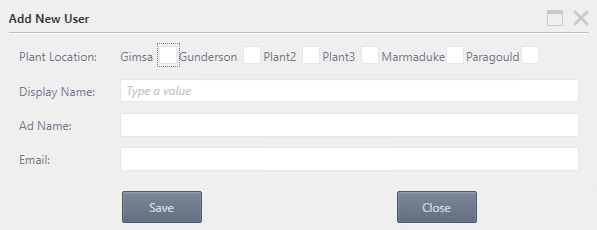 Add New User
Plant Location: Gimsa Gunderson Plant2 Plant3 Marmaduke Paragould
Display Name: Type a value
Ad Name:
Email:
Save Close